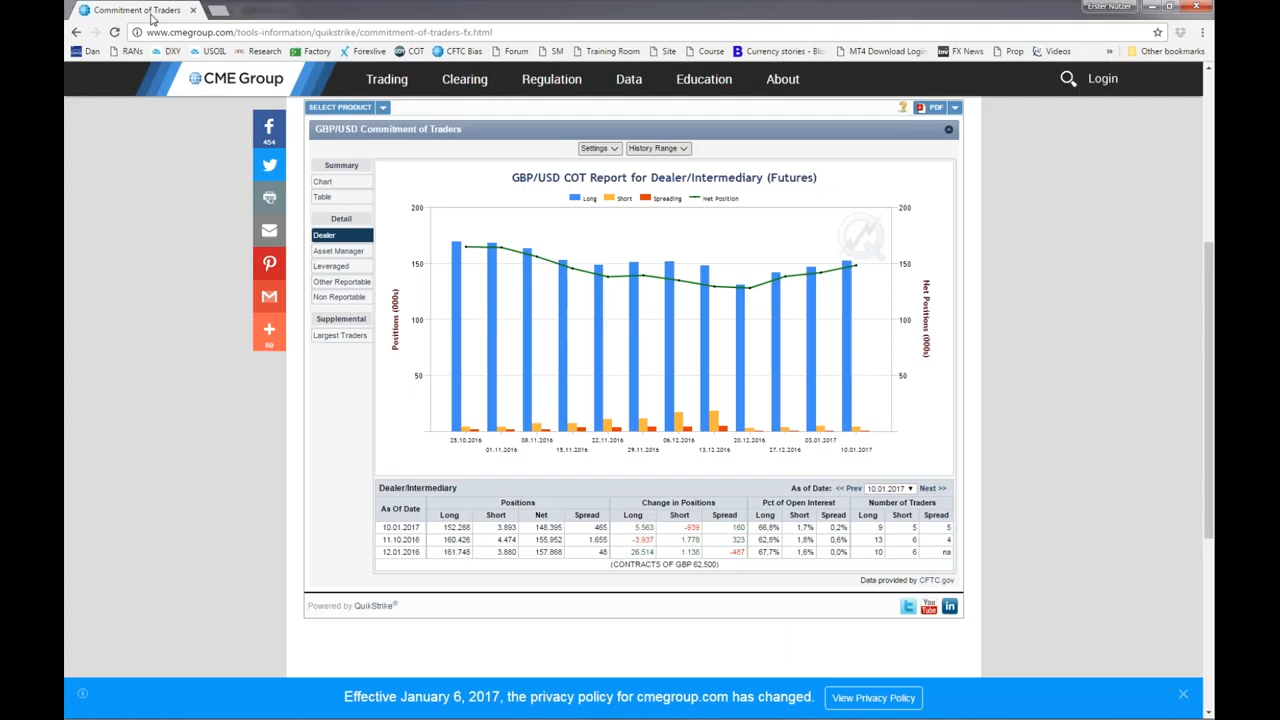 Commitment of Traders
Erster Nutzer
www.cmegroup.com/tools-information/quikstrike/commitment-of-traders-fx.html
Dan RANs DXY USOIL Research Factory Forexlive COT CFTC Bias Forum SM Training Room Site Course Currency stories - Blo MT4 Download Login FX News Prop Videos » Other bookmarks
CME Group Trading Clearing Regulation Data Education About Login
SELECT PRODUCT PDF
GBP/USD Commitment of Traders
Settings History Range
Summary
Chart
Table
Detail
Dealer
Asset Manager
Leveraged
Other Reportable
Non Reportable
Supplemental
Largest Traders
454
69
GBP/USD COT Report for Dealer/Intermediary (Futures)
Long Short Spreading Net Position
200 200
150 150
100 100
50 50
Positions (000s)
Net Positions (000s)
25.10.2016 08.11.2016 22.11.2016 06.12.2016 20.12.2016 03.01.2017
01.11.2016 15.11.2016 29.11.2016 13.12.2016 27.12.2016 10.01.2017
Dealer/Intermediary As of Date: << Prev 10.01.2017 Next >>
As Of Date Positions Change in Positions Pct of Open Interest Number of Traders
Long Short Net Spread Long Short Spread Long Short Spread Long Short Spread
10.01.2017 152.288 3.893 148.395 465 5.563 -939 160 66,8% 1,7% 0,2% 9 5 5
11.10.2016 160.426 4.474 155.952 1.655 -3.937 1.778 323 62,8% 1,8% 0,6% 13 6 4
12.01.2016 161.748 3.880 157.868 48 26.514 1.138 -487 67,7% 1,6% 0,0% 10 6 na
(CONTRACTS OF GBP 62,500)
Data provided by CFTC.gov
Powered by QuikStrike®
You Tube
Effective January 6, 2017, the privacy policy for cmegroup.com has changed. View Privacy Policy